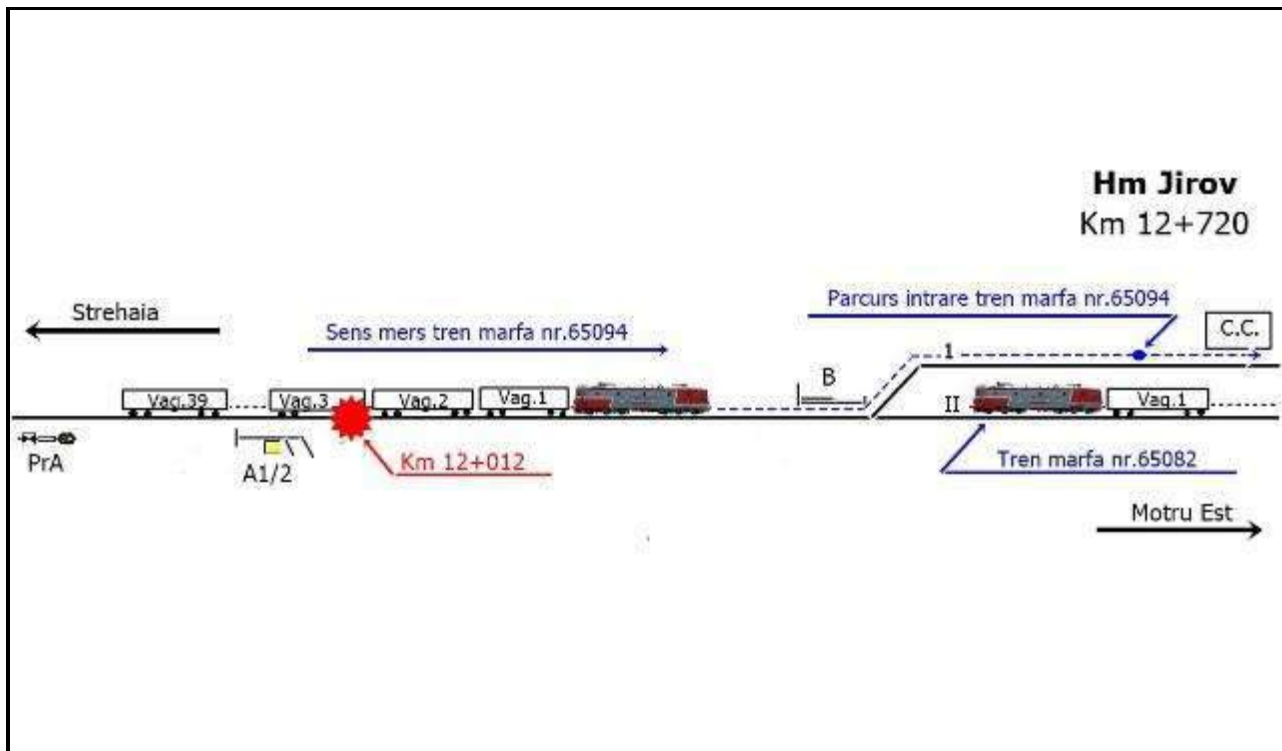 Hm Jirov
Km 12+720
Parcurs intrare tren marfa nr.65094
Strehaia
Sens mers tren marfa nr.65094
C.C.
1
B
Vag.39
Vag.3
Vag.2
Vag.1
II
Vag.1
PrA
A1/2
Km 12+012
Tren marfa nr.65082
Motru Est